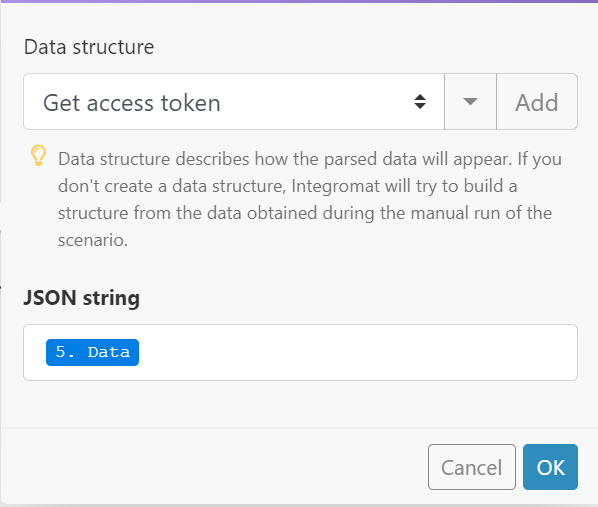 Data structure
Get access token
Add
Data structure describes how the parsed data will appear. If you
don't create a data structure, Integromat will try to build a
structure from the data obtained during the manual run of the
scenario.
JSON string
5. Data
Cancel
OK